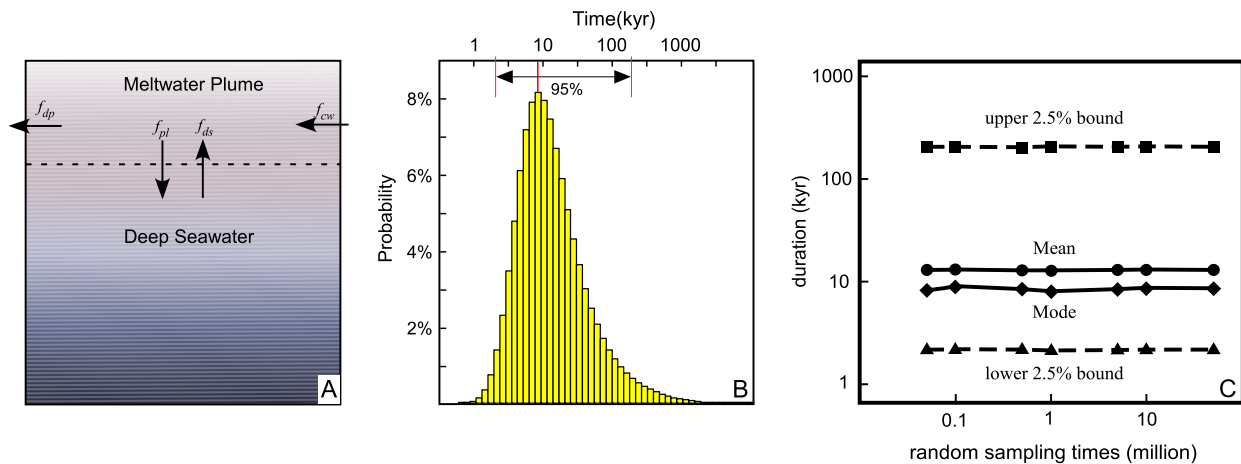 Meltwater Plume
f_dp
f_pl
f_ds
f_cw
Deep Seawater
A
Time(kyr)
1 10 100 1000
95%
8%
6%
4%
2%
Probability
B
1000
100
10
1
duration (kyr)
upper 2.5% bound
Mean
Mode
lower 2.5% bound
C
0.1 1 10
random sampling times (million)